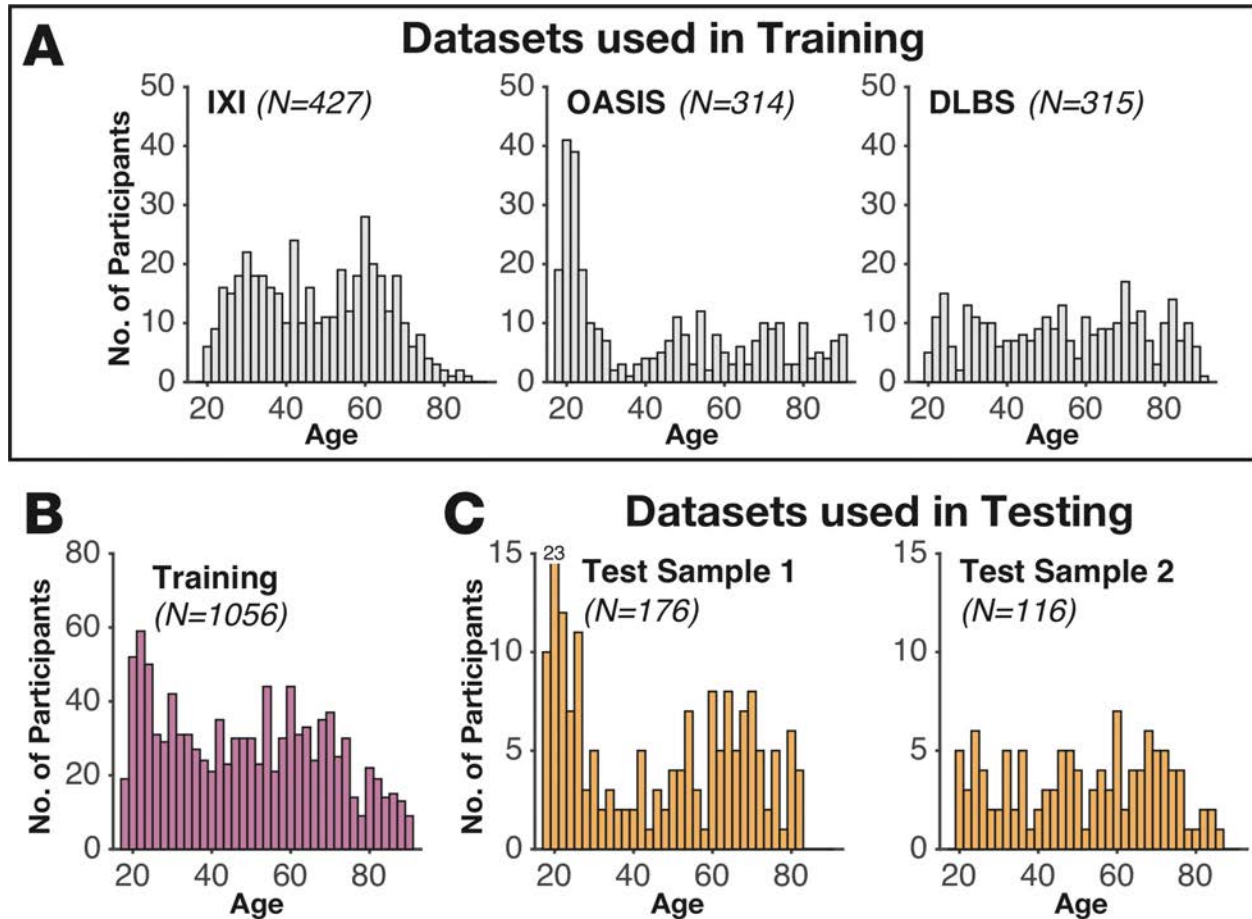 A Datasets used in Training
IXI (N=427)
50
40
30
20
10
0
No. of Participants
20 40 60 80
Age
OASIS (N=314)
50
40
30
20
10
0
20 40 60 80
Age
DLBS (N=315)
50
40
30
20
10
0
20 40 60 80
Age
B
Training
(N=1056)
80
60
40
20
0
No. of Participants
20 40 60 80
Age
C Datasets used in Testing
23
Test Sample 1
(N=176)
15
10
5
0
No. of Participants
20 40 60 80
Age
Test Sample 2
(N=116)
15
10
5
0
20 40 60 80
Age